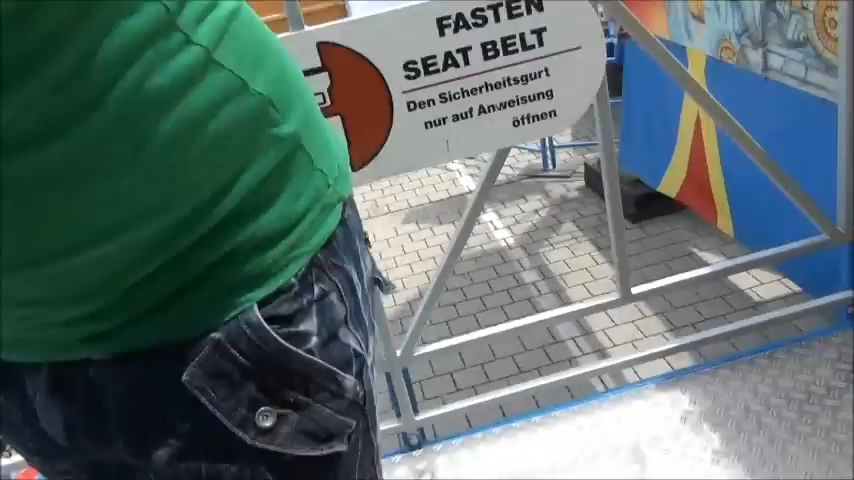 FASTEN
SEAT BELT
Den Sicherheitsgurt
nur auf Anweisung
öffnen